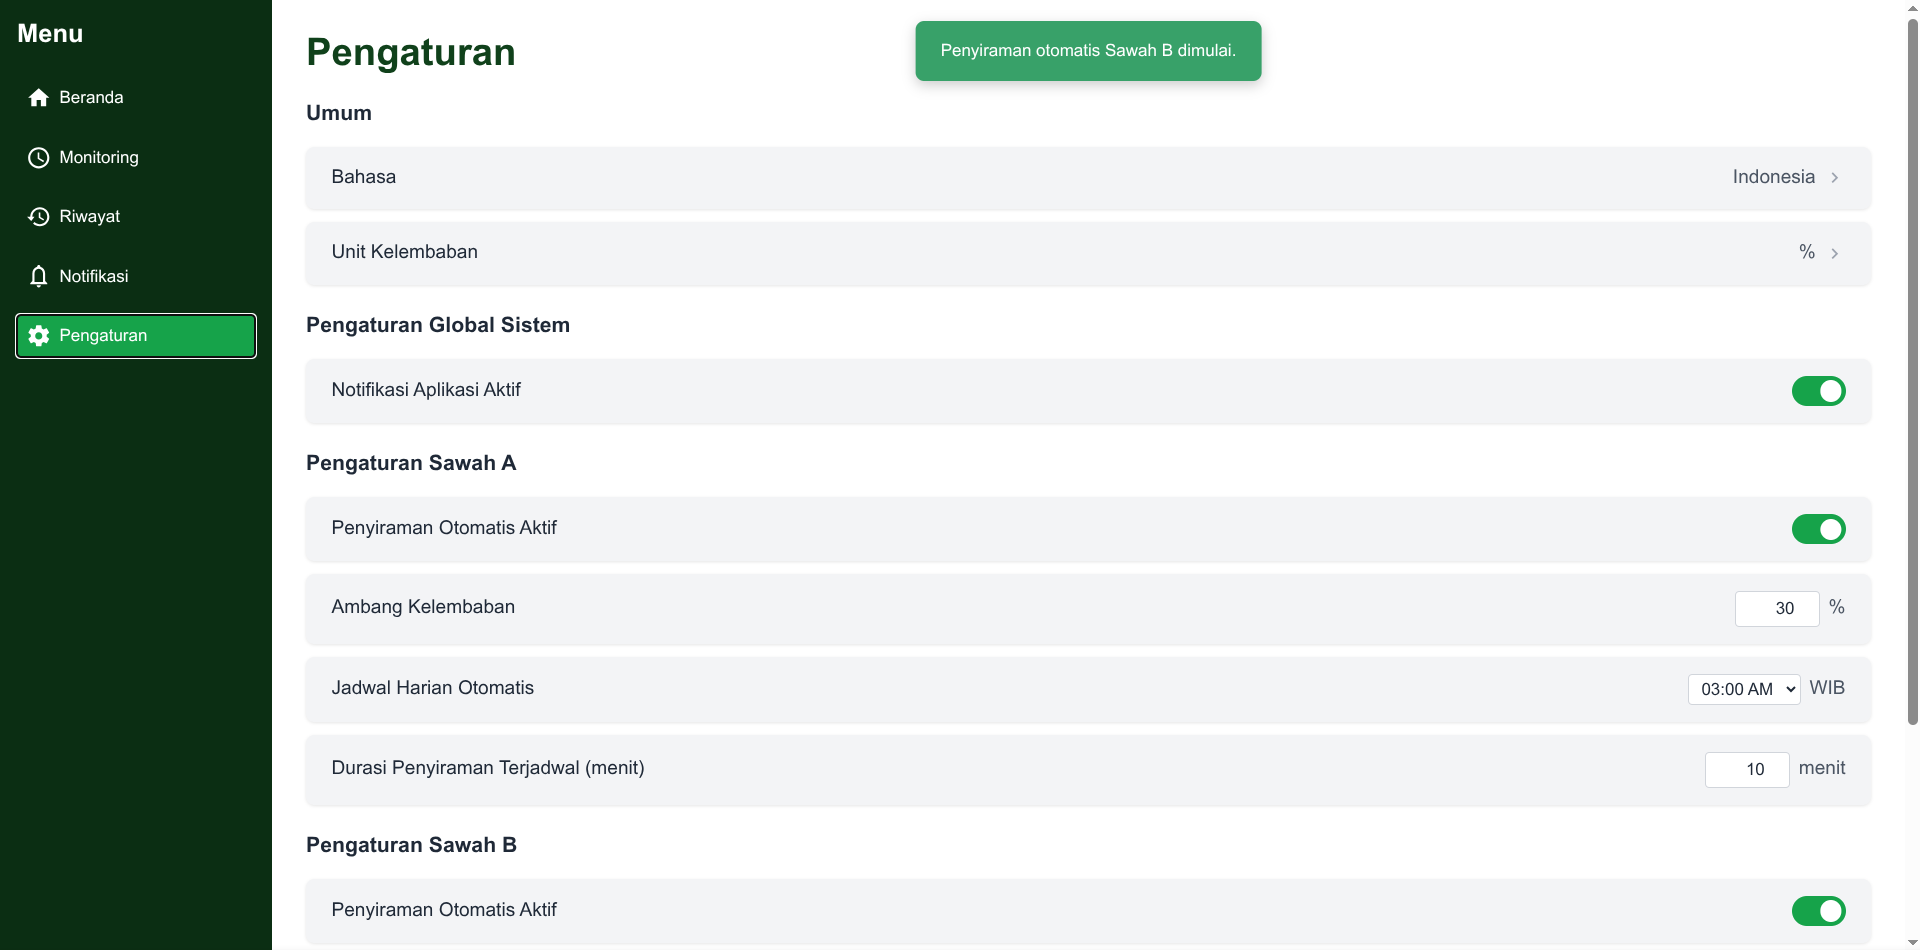 Menu
Beranda
Monitoring
Riwayat
Notifikasi
Pengaturan
Pengaturan
Penyiraman otomatis Sawah B dimulai.
Umum
Bahasa Indonesia
Unit Kelembaban %
Pengaturan Global Sistem
Notifikasi Aplikasi Aktif
Pengaturan Sawah A
Penyiraman Otomatis Aktif
Ambang Kelembaban 30 %
Jadwal Harian Otomatis 03:00 AM WIB
Durasi Penyiraman Terjadwal (menit) 10 menit
Pengaturan Sawah B
Penyiraman Otomatis Aktif